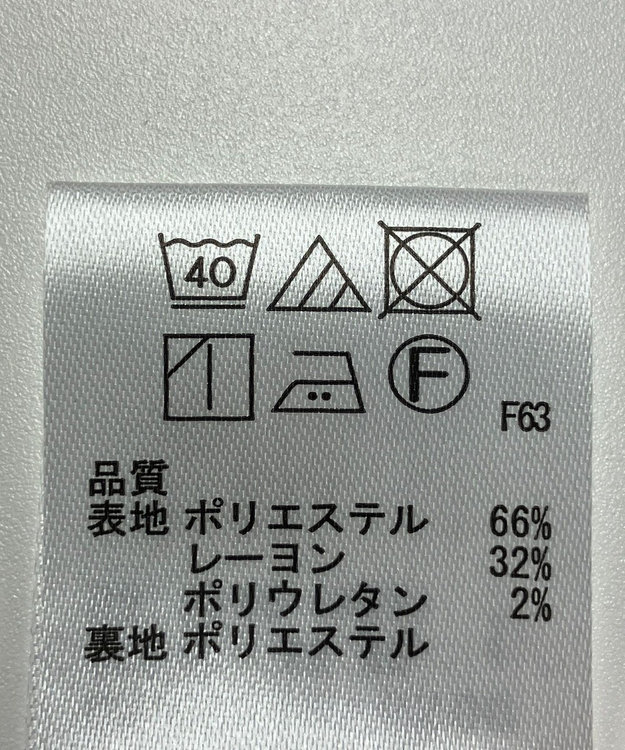 40
F
F63
品質
表地 ポリエステル 66%
レーヨン 32%
ポリウレタン 2%
裏地 ポリエステル